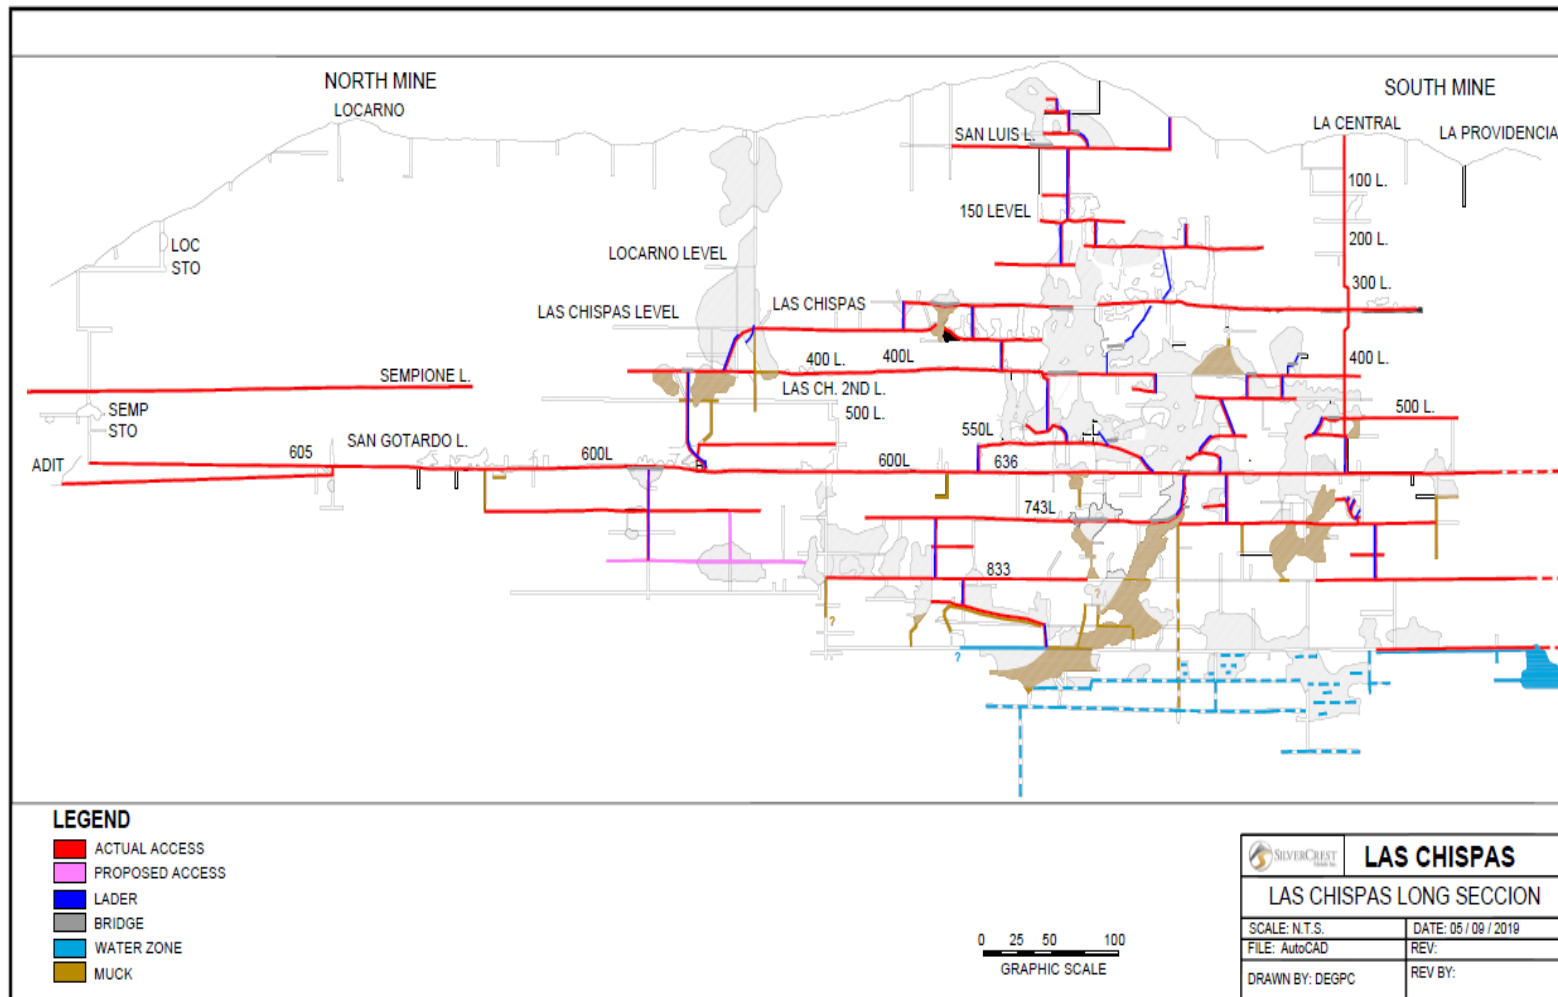 NORTH MINE
LOCARNO
SOUTH MINE
LA CENTRAL
LA PROVIDENCIA
SAN LUIS L.
100 L.
150 LEVEL
200 L.
LOC
STO
LOCARNO LEVEL
300 L.
LAS CHISPAS
LAS CHISPAS LEVEL
400 L.
400L
400 L.
SEMPIONE L.
LAS CH. 2ND L.
SEMP
STO
500 L.
500 L.
550L
SAN GOTARDO L.
605
600L
600L
636
ADIT
743L
833
?
?
?
LEGEND
ACTUAL ACCESS
PROPOSED ACCESS
LADER
BRIDGE
WATER ZONE
MUCK
0 25 50 100
GRAPHIC SCALE
SILVERCREST
LAS CHISPAS
LAS CHISPAS LONG SECCION
SCALE: N.T.S.
DATE: 05 / 09 / 2019
FILE: AutoCAD
REV:
DRAWN BY: DEGPC
REV BY: